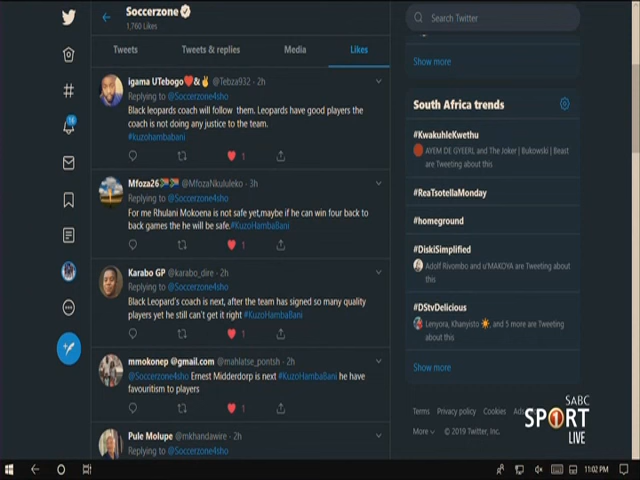 Soccerzone
1,760 Likes
Tweets
Tweets & replies
Media
Likes
igama UTebogo❤️&✌ @Tebza932 · 2h
Replying to @Soccerzone4sho
Black leopards coach will follow them. Leopards have good players the
coach is not doing any justice to the team.
#kuzohambabani
1
Mfoza26🇿🇦🇿🇦 @MfozaNkululeko · 3h
Replying to @Soccerzone4sho
For me Rhulani Mokoena is not safe yet,maybe if he can win four back to
back games the he will be safe.#KuzoHambaBani
1
Karabo GP @karabo_dire · 2h
Replying to @Soccerzone4sho
Black Leopard's coach is next, after the team has signed so many quality
players yet he still can't get it right #KuzoHambaBani
1
mmokonep @gmail.com @mahlatse_pontsh · 2h
@Soccerzone4sho Ernest Midderdorp is next #KuzoHambaBani he have
favouritism to players
1
Pule Molupe @mkhandawire · 2h
Replying to @Soccerzone4sho
Search Twitter
Show more
South Africa trends
#KwakuhleKwethu
AYEM DE GYEERL and The Joker | Bukowski | Beast
are Tweeting about this
#ReaTsotellaMonday
#homeground
#DiskiSimplified
Adolf Rivombo and u'MAKOYA are Tweeting about
this
#DStvDelicious
Lenyora, Khanyisto ☀️, and 5 more are Tweeting
about this
Show more
Terms Privacy policy Cookies Ads
More © 2019 Twitter, Inc.
SABC
SPORT
1
LIVE
11:02 PM